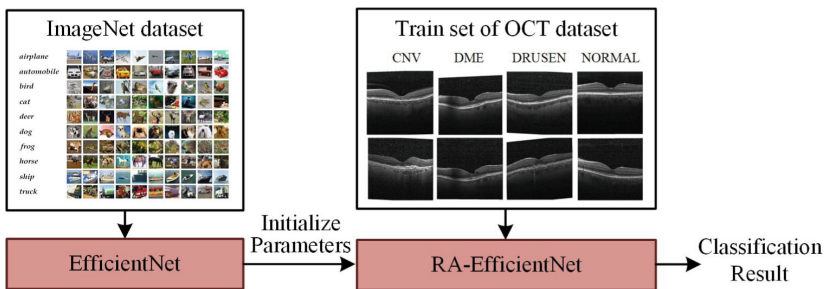 ImageNet dataset
airplane
automobile
bird
cat
deer
dog
frog
horse
ship
truck
Train set of OCT dataset
CNV DME DRUSEN NORMAL
EfficientNet
Initialize
Parameters
RA-EfficientNet
Classification
Result